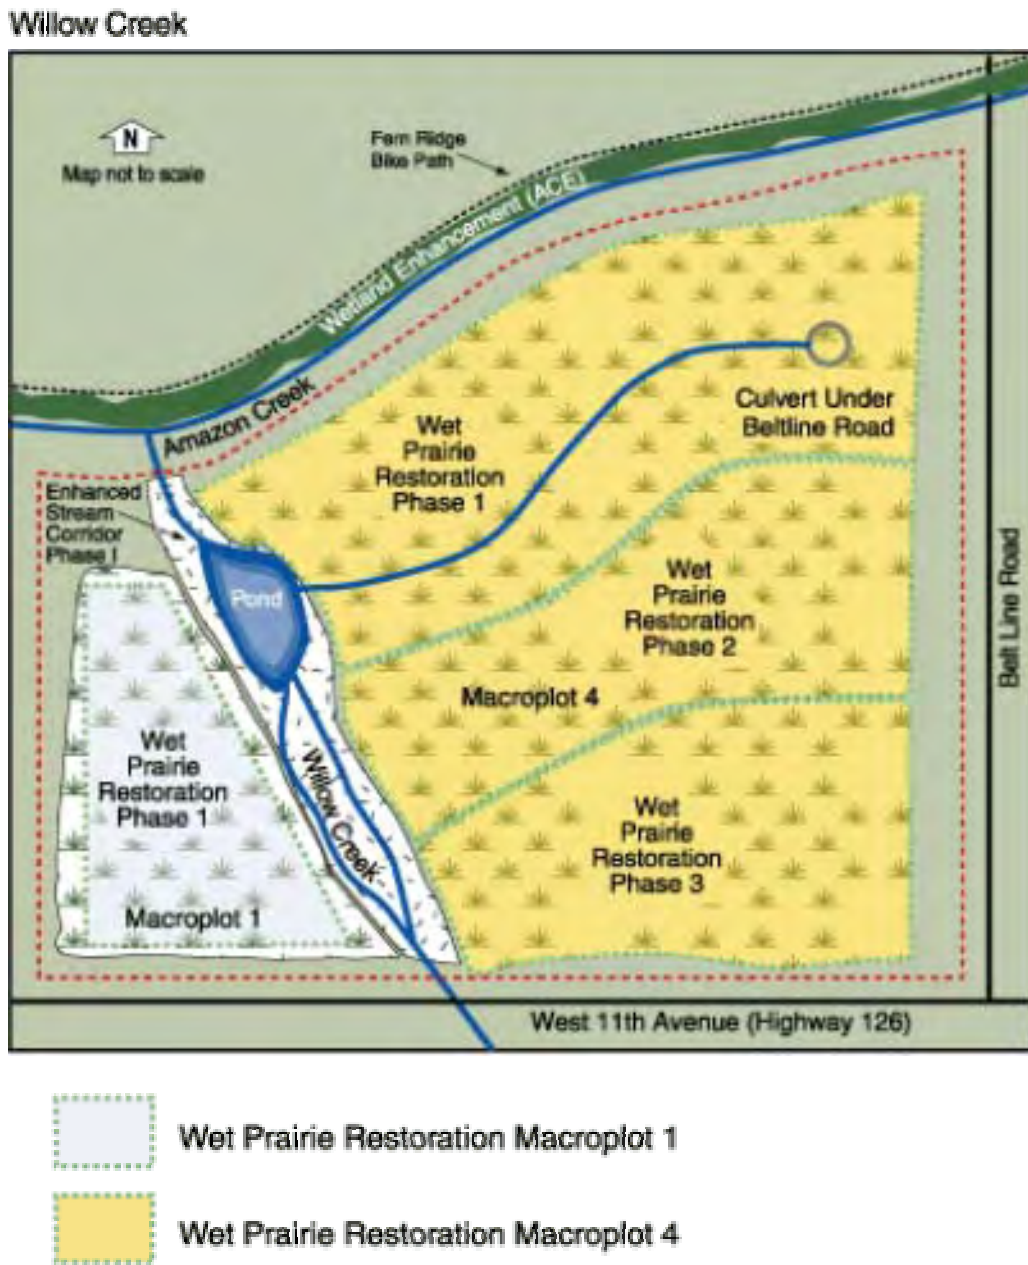 Willow Creek
N
Map not to scale
Fern Ridge
Bike Path
Wetland Enhancement (ACE)
Amazon Creek
Enhanced
Stream
Corridor
Phase I
Wet
Prairie
Restoration
Phase 1
Culvert Under
Beltline Road
Pond
Wet
Prairie
Restoration
Phase 2
Macroplot 4
Belt Line Road
Wet
Prairie
Restoration
Phase 1
Willow Creek
Wet
Prairie
Restoration
Phase 3
Macroplot 1
West 11th Avenue (Highway 126)
Wet Prairie Restoration Macroplot 1
Wet Prairie Restoration Macroplot 4